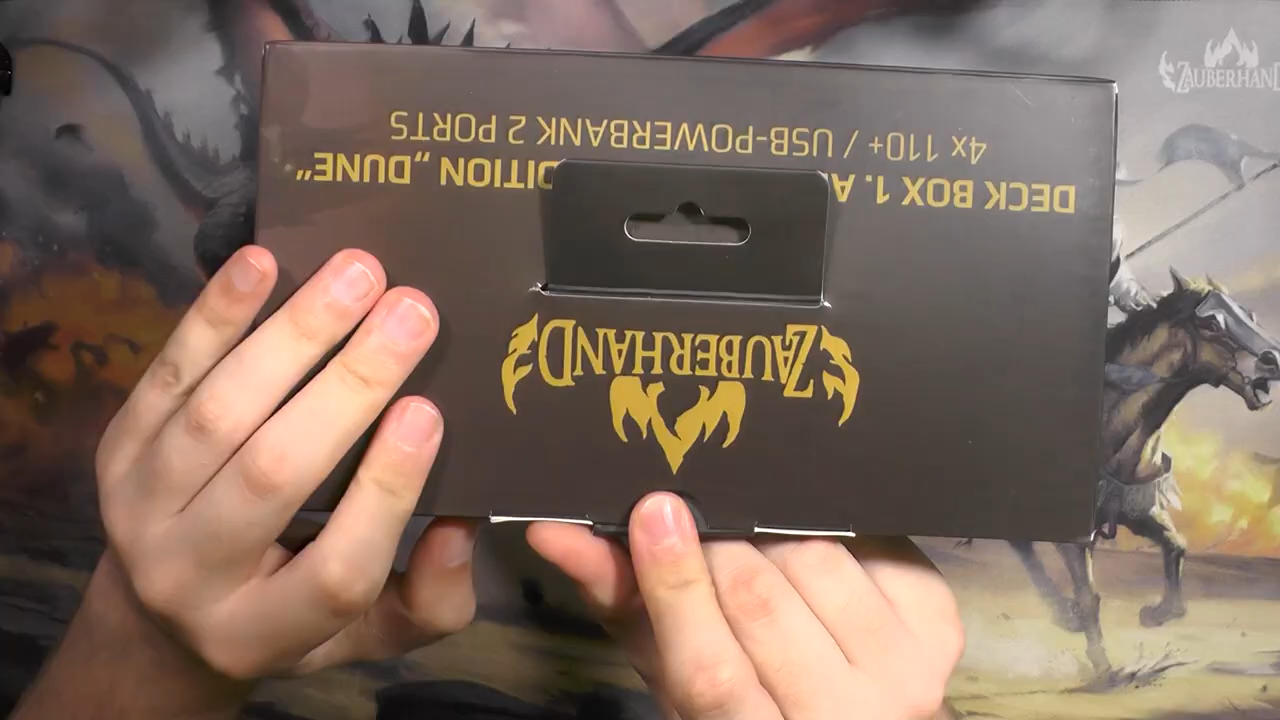 ZAUBERHAND
DECK BOX 1. DITION „DUNE”
4x 110+ / USB-POWERBANK 2 PORTS
ZAUBERHAND